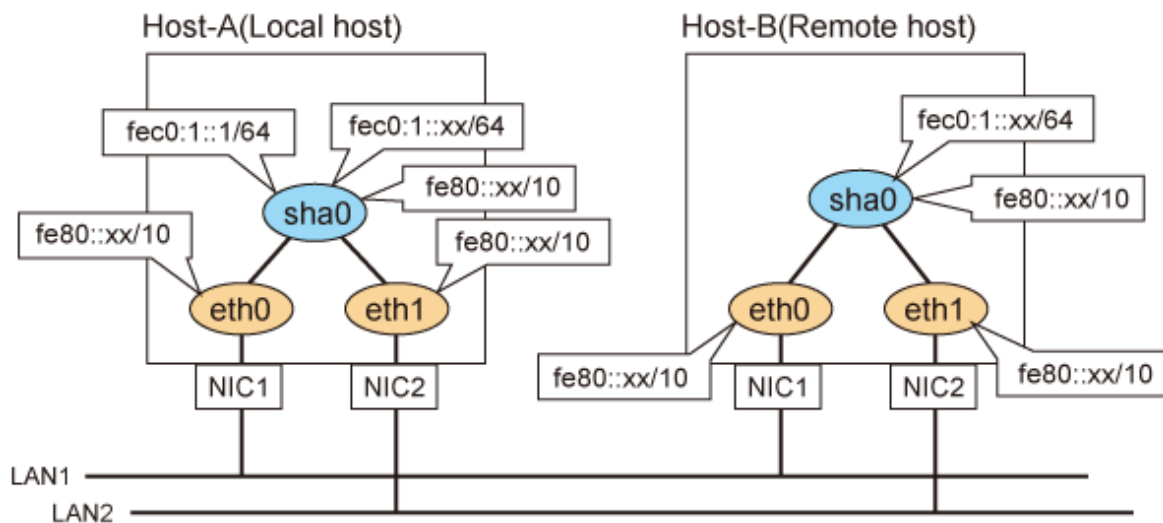 Host-A(Local host)
Host-B(Remote host)
fec0:1::1/64
fec0:1::xx/64
fec0:1::xx/64
fe80::xx/10
fe80::xx/10
sha0
sha0
fe80::xx/10
fe80::xx/10
eth0
eth1
eth0
eth1
fe80::xx/10
fe80::xx/10
NIC1
NIC2
NIC1
NIC2
LAN1
LAN2